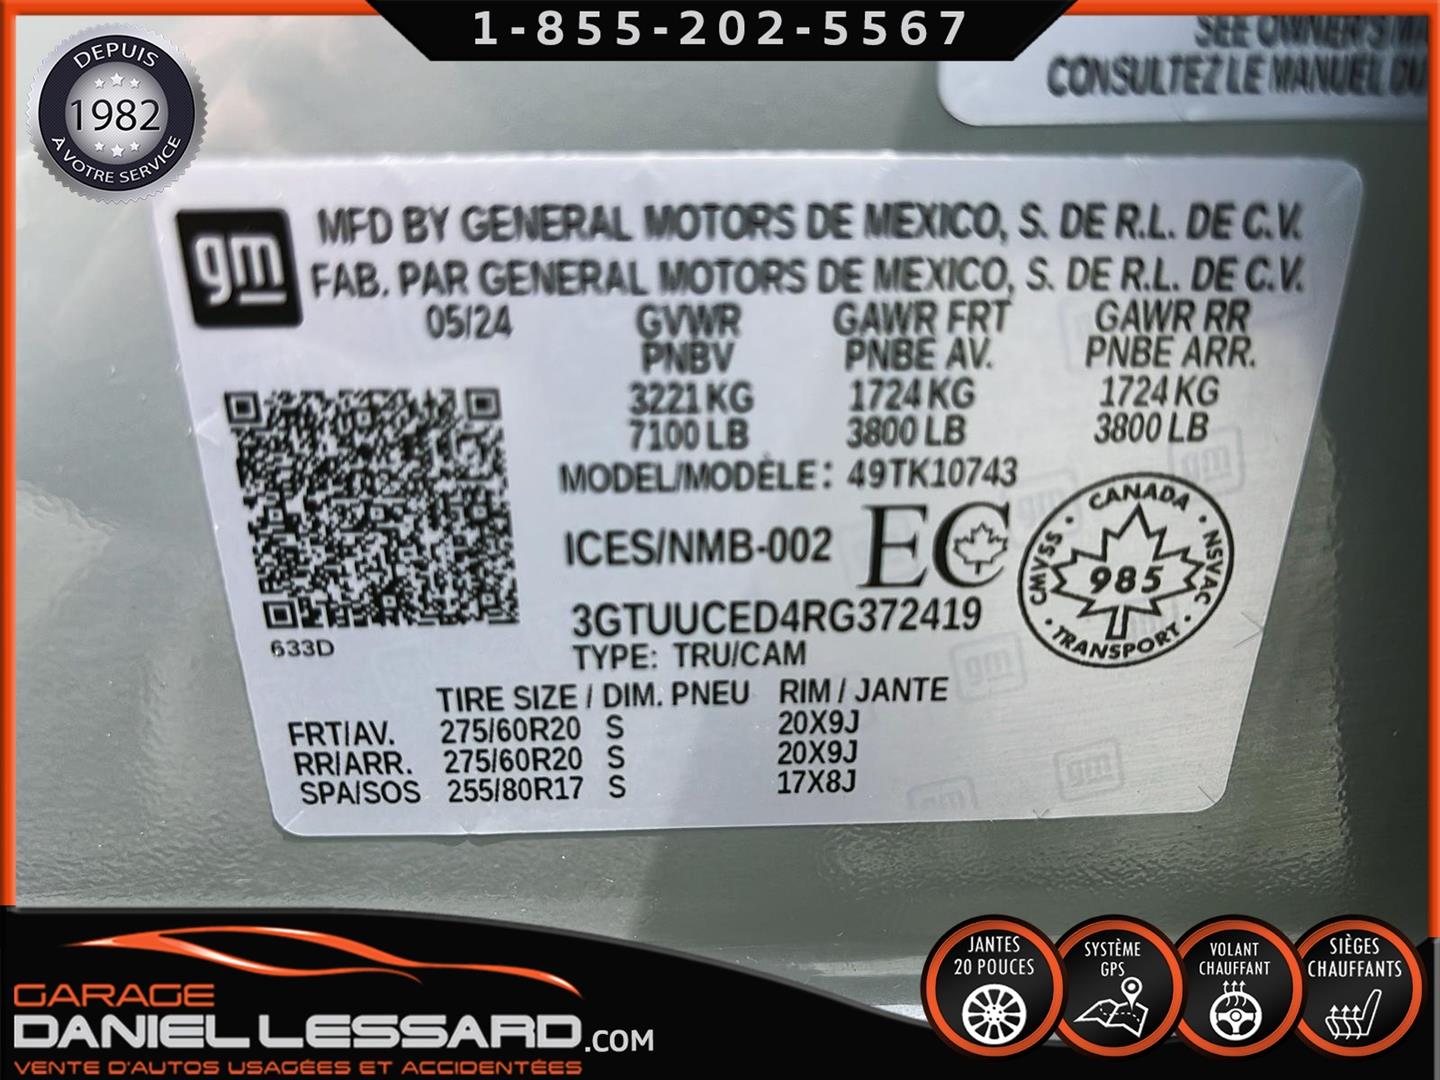 1-855-202-5567
DEPUIS
1982
À VOTRE SERVICE
SEE OWNER'S
CONSULTEZ LE MANUEL DU
gm
MFD BY GENERAL MOTORS DE MEXICO, S. DE R.L. DE C.V.
FAB. PAR GENERAL MOTORS DE MEXICO, S. DE R.L. DE C.V.
05/24 GVWR GAWR FRT GAWR RR
PNBV PNBE AV. PNBE ARR.
3221 KG 1724 KG 1724 KG
7100 LB 3800 LB 3800 LB
MODEL/MODÈLE: 49TK10743
ICES/NMB-002 EC
CANADA
CMVSS 985 NSVAC
TRANSPORT
3GTUUCED4RG372419
633D
TYPE: TRU/CAM
TIRE SIZE / DIM. PNEU RIM / JANTE
FRT/AV. 275/60R20 S 20X9J
RR/ARR. 275/60R20 S 20X9J
SPA/SOS 255/80R17 S 17X8J
GARAGE
DANIEL LESSARD.COM
VENTE D'AUTOS USAGÉES ET ACCIDENTÉES
JANTES
20 POUCES
SYSTÈME
GPS
VOLANT
CHAUFFANT
SIÈGES
CHAUFFANTS